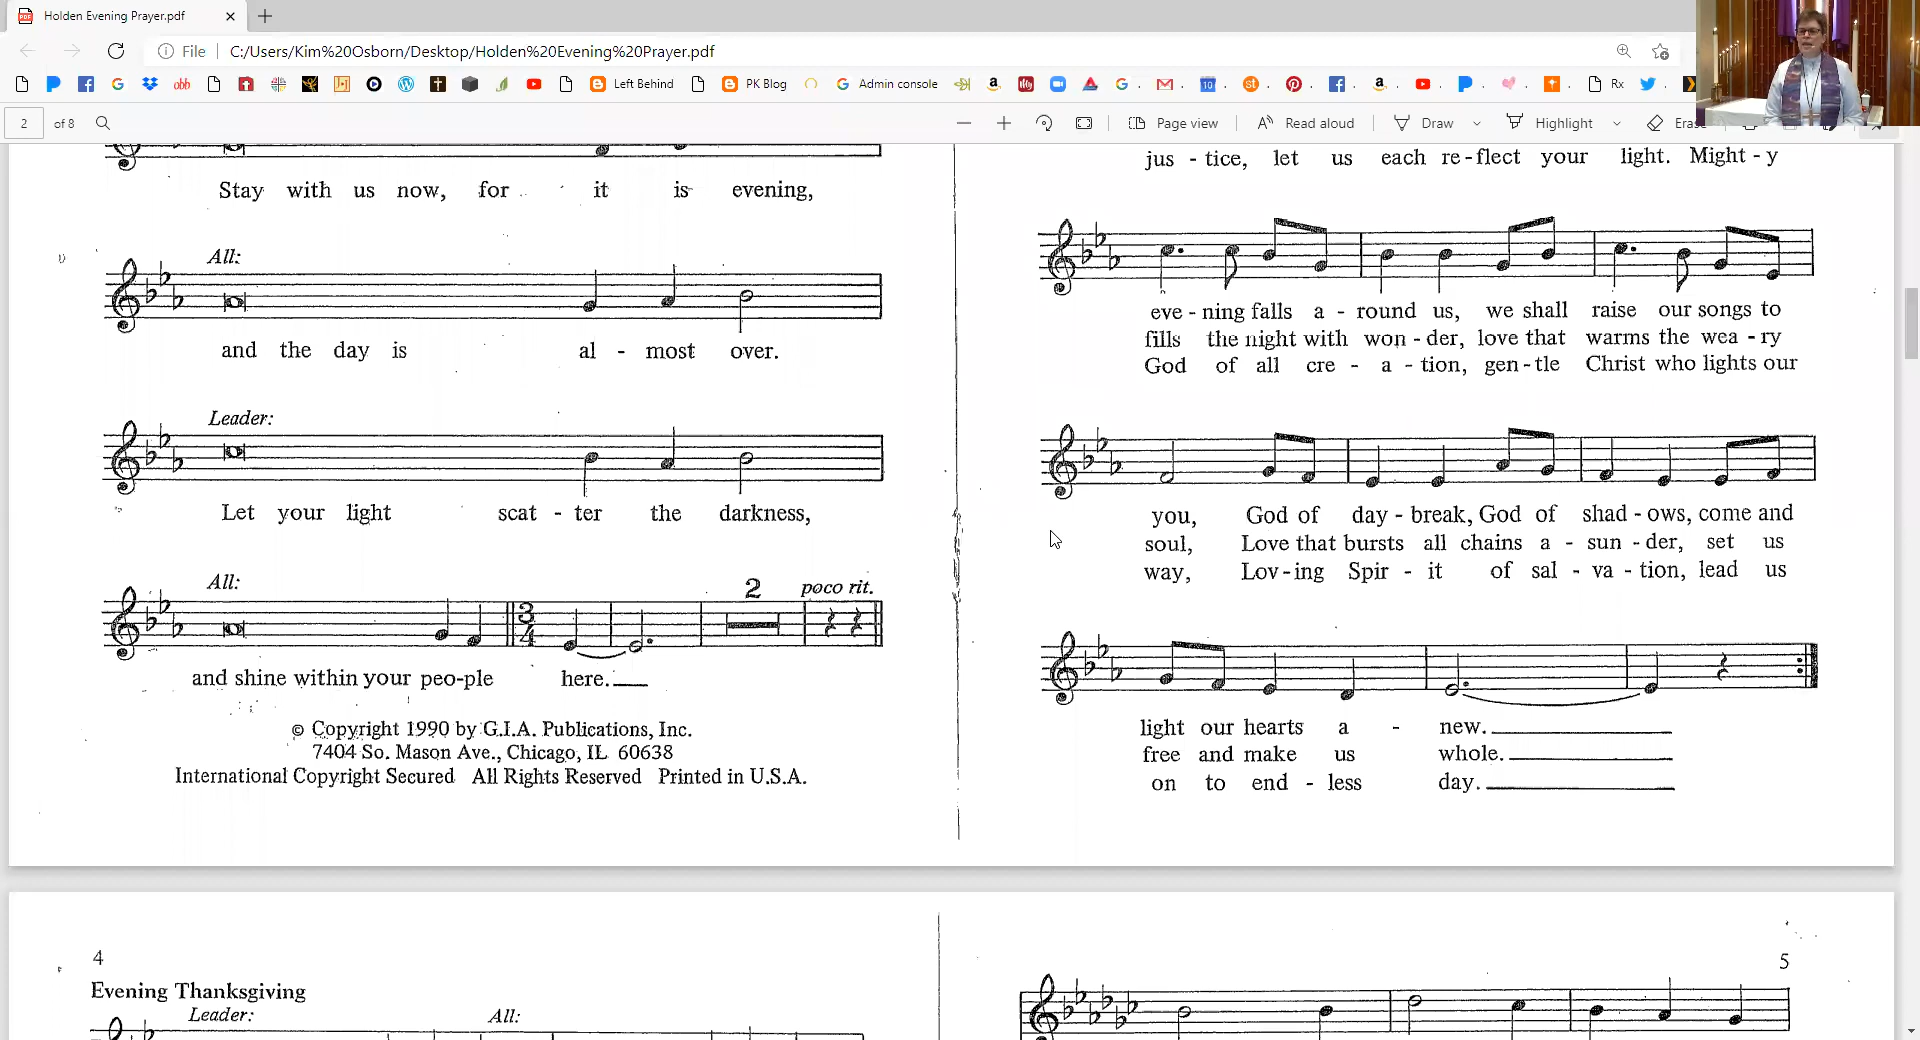 Holden Evening Prayer.pdf
File C:/Users/Kim%20Osborn/Desktop/Holden%20Evening%20Prayer.pdf
obb Left Behind PK Blog Admin console Rx
2 of 8 Page view Read aloud Draw Highlight
Stay with us now, for it is evening,
All:
and the day is al - most over.
Leader:
Let your light scat - ter the darkness,
All: 2 poco rit.
3
4
and shine within your peo-ple here.
© Copyright 1990 by G.I.A. Publications, Inc.
7404 So. Mason Ave., Chicago, IL 60638
International Copyright Secured All Rights Reserved Printed in U.S.A.
jus - tice, let us each re - flect your light. Might - y
eve - ning falls a - round us, we shall raise our songs to
fills the night with won - der, love that warms the wea - ry
God of all cre - a - tion, gen - tle Christ who lights our
you, God of day - break, God of shad - ows, come and
soul, Love that bursts all chains a - sun - der, set us
way, Lov - ing Spir - it of sal - va - tion, lead us
light our hearts a - new.
free and make us whole.
on to end - less day.
4
Evening Thanksgiving
Leader: All:
5